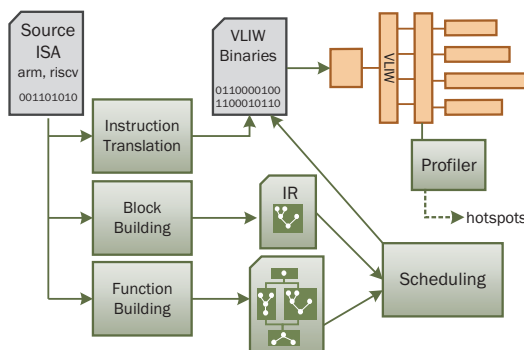 Source
ISA
arm, riscv
001101010
VLIW
Binaries
0110000100
1100010110
VLIW
Instruction
Translation
Profiler
hotspots
Block
Building
IR
Scheduling
Function
Building